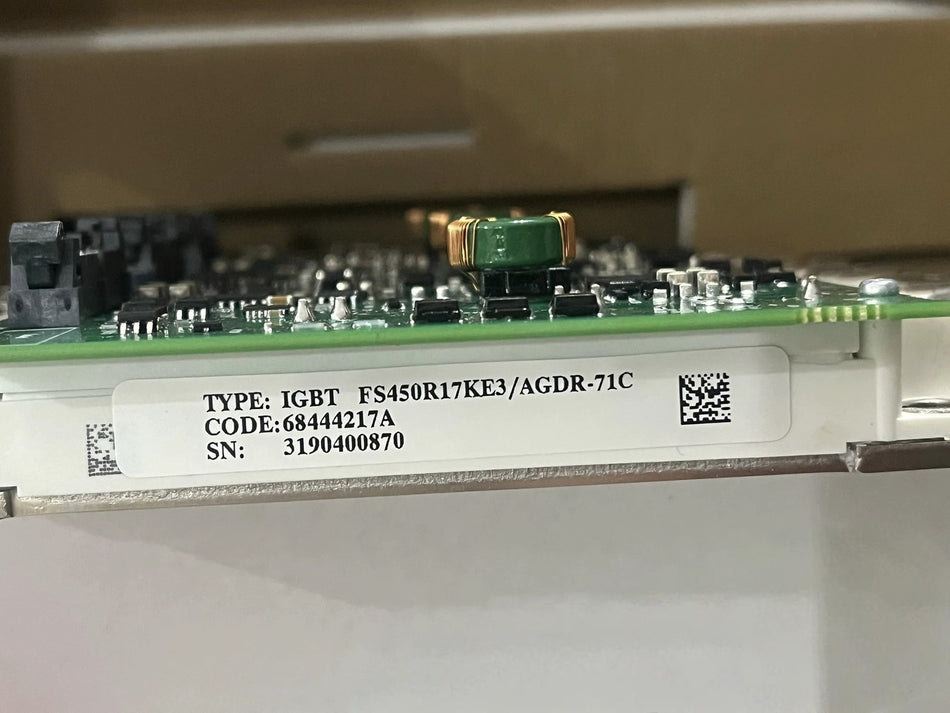 TYPE: IGBT FS450R17KE3/AGDR-71C
CODE:68444217A
SN: 3190400870